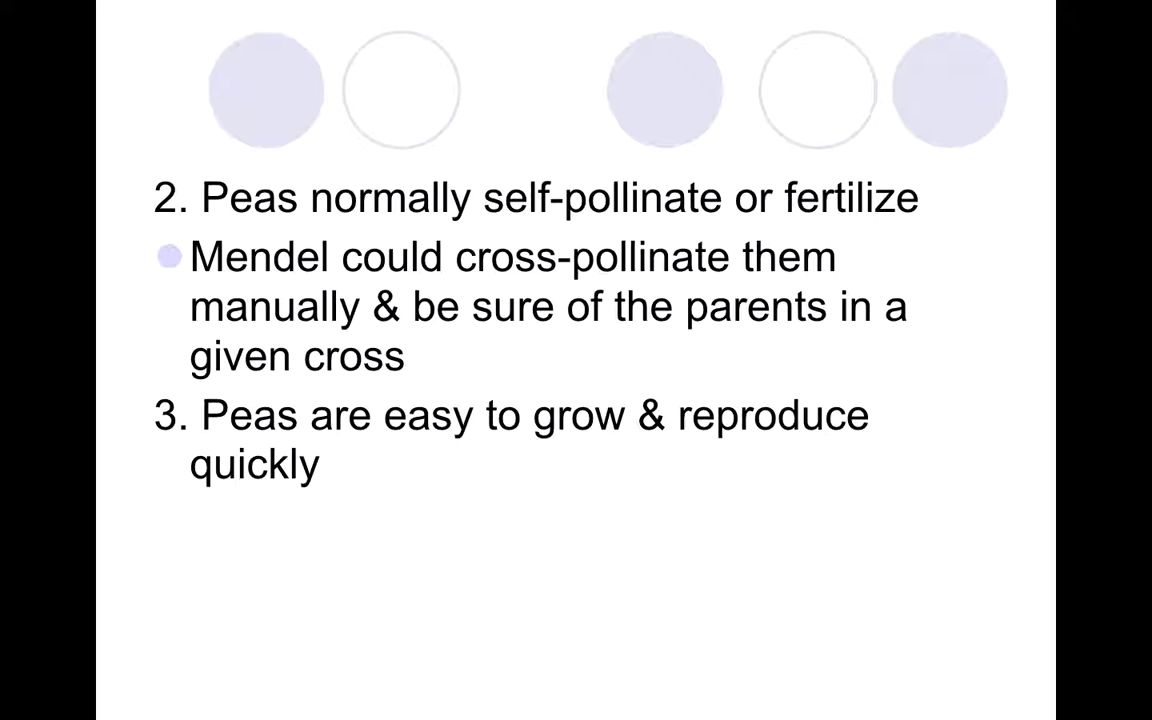 2. Peas normally self-pollinate or fertilize
Mendel could cross-pollinate them
manually & be sure of the parents in a
given cross
3. Peas are easy to grow & reproduce
quickly